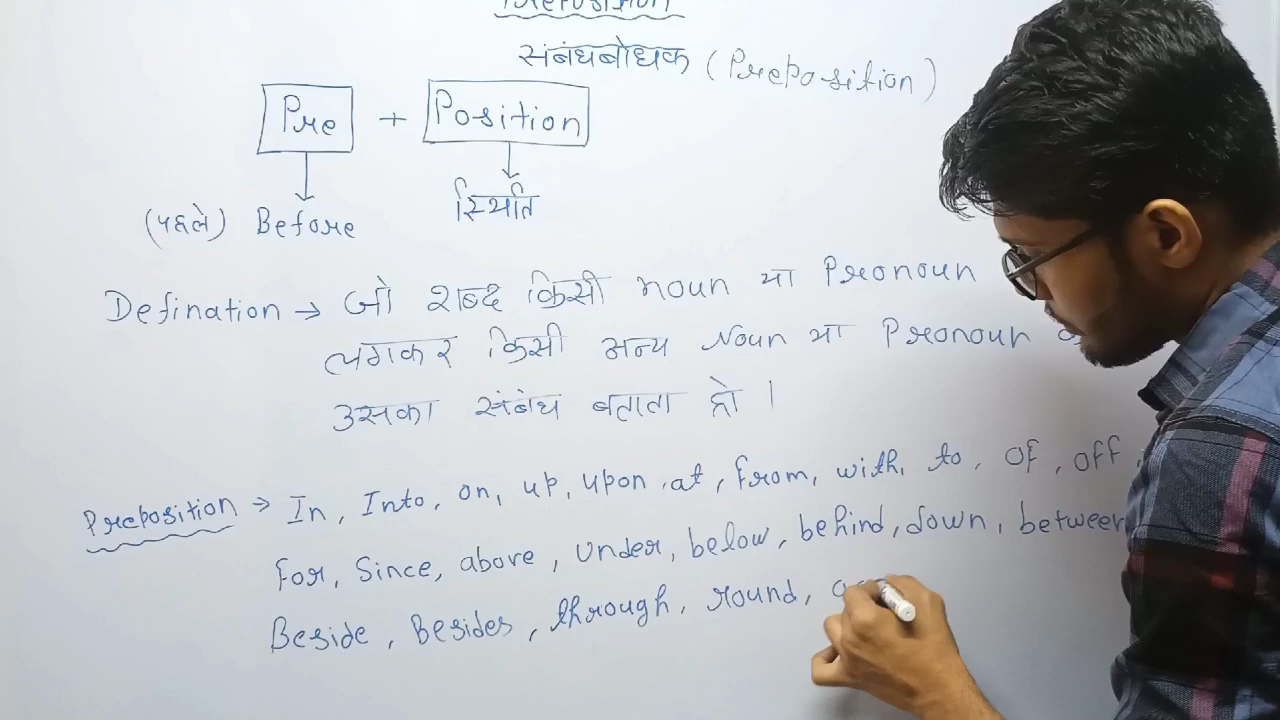 Preposition
संबंधबोधक (Preposition)
Pre + Position
(पहले) Before स्थिति
Defination → जो शब्द किसी noun या Pronoun
लगकर किसी अन्य Noun या Pronoun
उसका संबंध बताता हो ।
Preposition → In, Into, on, up, upon, at, from, with, to, of, off,
for, Since, above, under, below, behind, down, between
Beside, Besides, through, round,